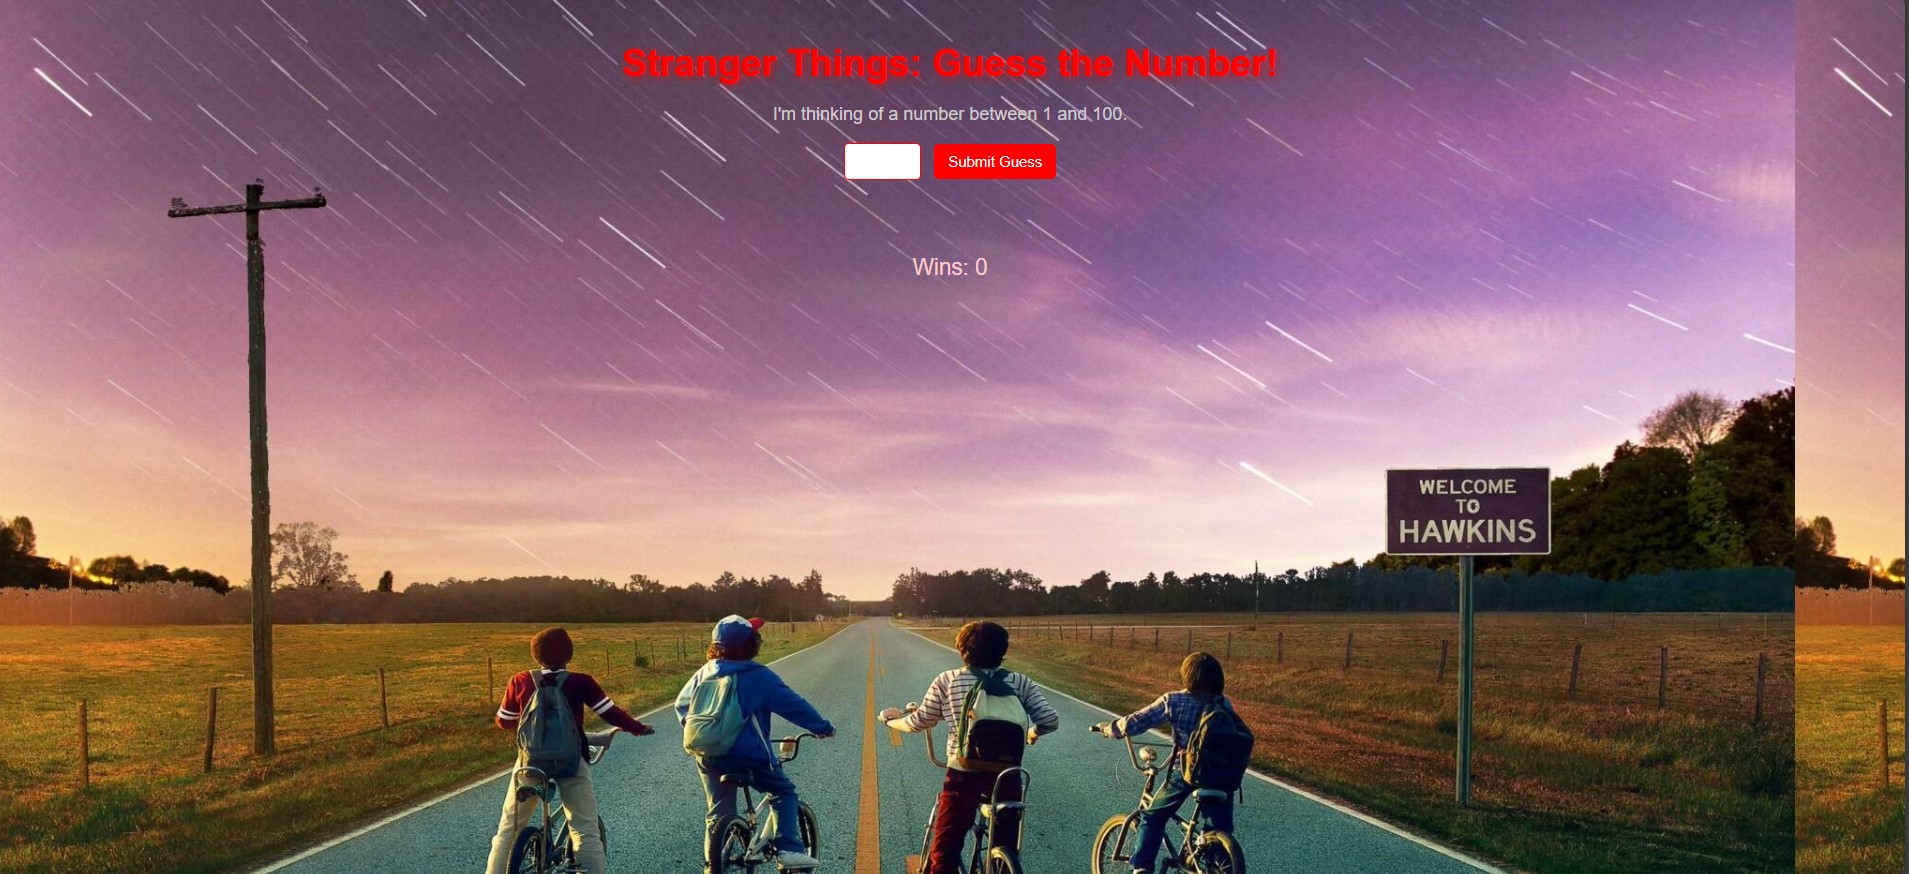 Stranger Things: Guess the Number!
I'm thinking of a number between 1 and 100.
Submit Guess
Wins: 0
WELCOME
TO
HAWKINS